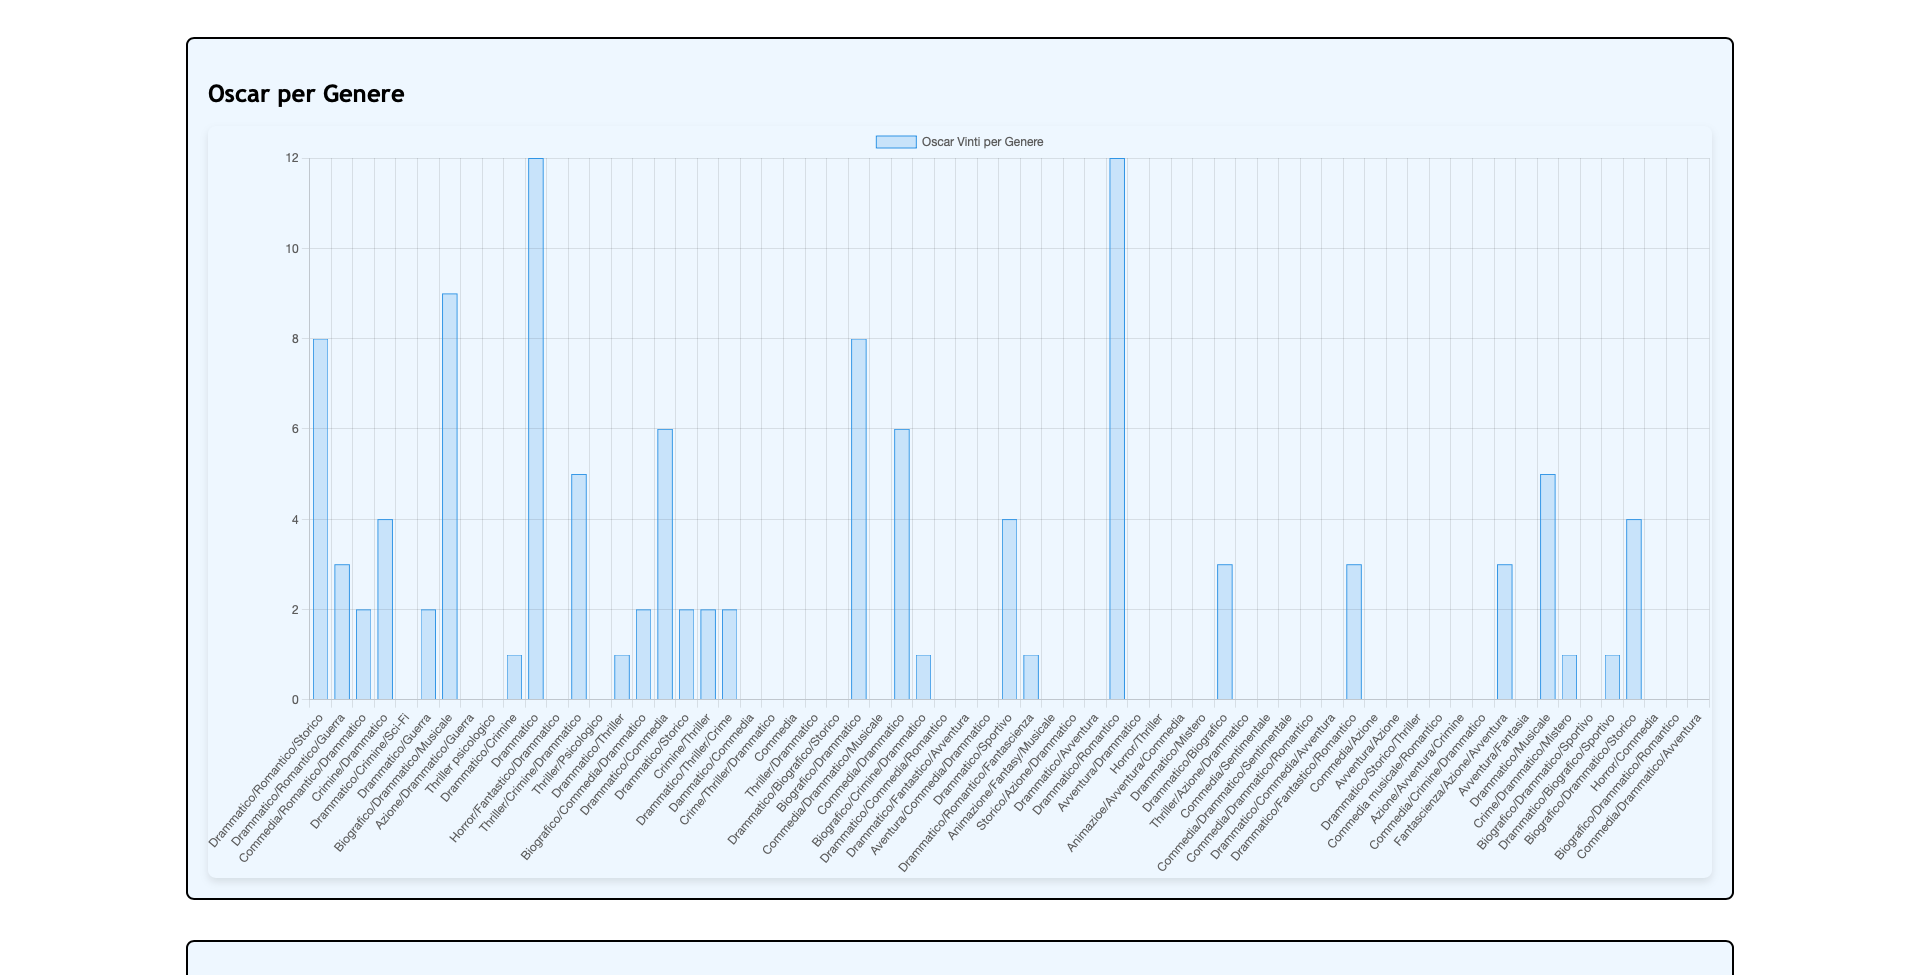 Oscar per Genere
Oscar Vinti per Genere
12
10
8
6
4
2
0
Drammatico/Romantico/Storico
Drammatico/Romantico/Guerra
Commedia/Romantico/Drammatico
Crimine/Drammatico
Drammatico/Crimine/Sci-Fi
Drammatico/Guerra
Biografico/Drammatico/Musicale
Azione/Drammatico/Guerra
Thriller psicologico
Drammatico/Crimine
Drammatico
Horror/Fantastico/Drammatico
Thriller/Crimine/Drammatico
Thriller/Psicologico
Drammatico/Thriller
Biografico/Commedia/Drammatico
Drammatico/Commedia
Drammatico/Storico
Crimine/Thriller
Drammatico/Thriller/Crime
Drammatico/Commedia
Crime/Thriller/Drammatico
Commedia
Thriller/Drammatico
Drammatico/Biografico/Storico
Biografico/Drammatico
Commedia/Drammatico/Musicale
Commedia/Drammatico
Biografico/Crimine/Drammatico
Drammatico/Commedia/Romantico
Drammatico/Fantastico/Avventura
Aventura/Commedia/Drammatico
Drammatico/Sportivo
Drammatico/Romantico/Fantascienza
Animazione/Fantasy/Musicale
Storico/Azione/Drammatico
Drammatico/Avventura
Drammatico/Romantico
Avventura/Drammatico
Horror/Thriller
Animazioe/Avventura/Commedia
Drammatico/Mistero
Drammatico/Biografico
Thriller/Azione/Drammatico
Commedia/Sentimentale
Commedia/Drammatico/Sentimentale
Commedia/Drammatico/Romantico
Drammatico/Commedia/Avventura
Drammatico/Fantastico/Romantico
Commedia/Azione
Avventura/Azione
Drammatico/Storico/Thriller
Commedia musicale/Romantico
Azione/Avventura/Crimine
Commedia/Crimine/Drammatico
Fantascienza/Azione/Avventura
Avventura/Fantasia
Drammatico/Musicale
Crime/Drammatico/Mistero
Biografico/Drammatico/Sportivo
Drammatico/Biografico/Sportivo
Biografico/Drammatico/Storico
Horror/Commedia
Biografico/Drammatico/Romantico
Commedia/Drammatico/Avventura